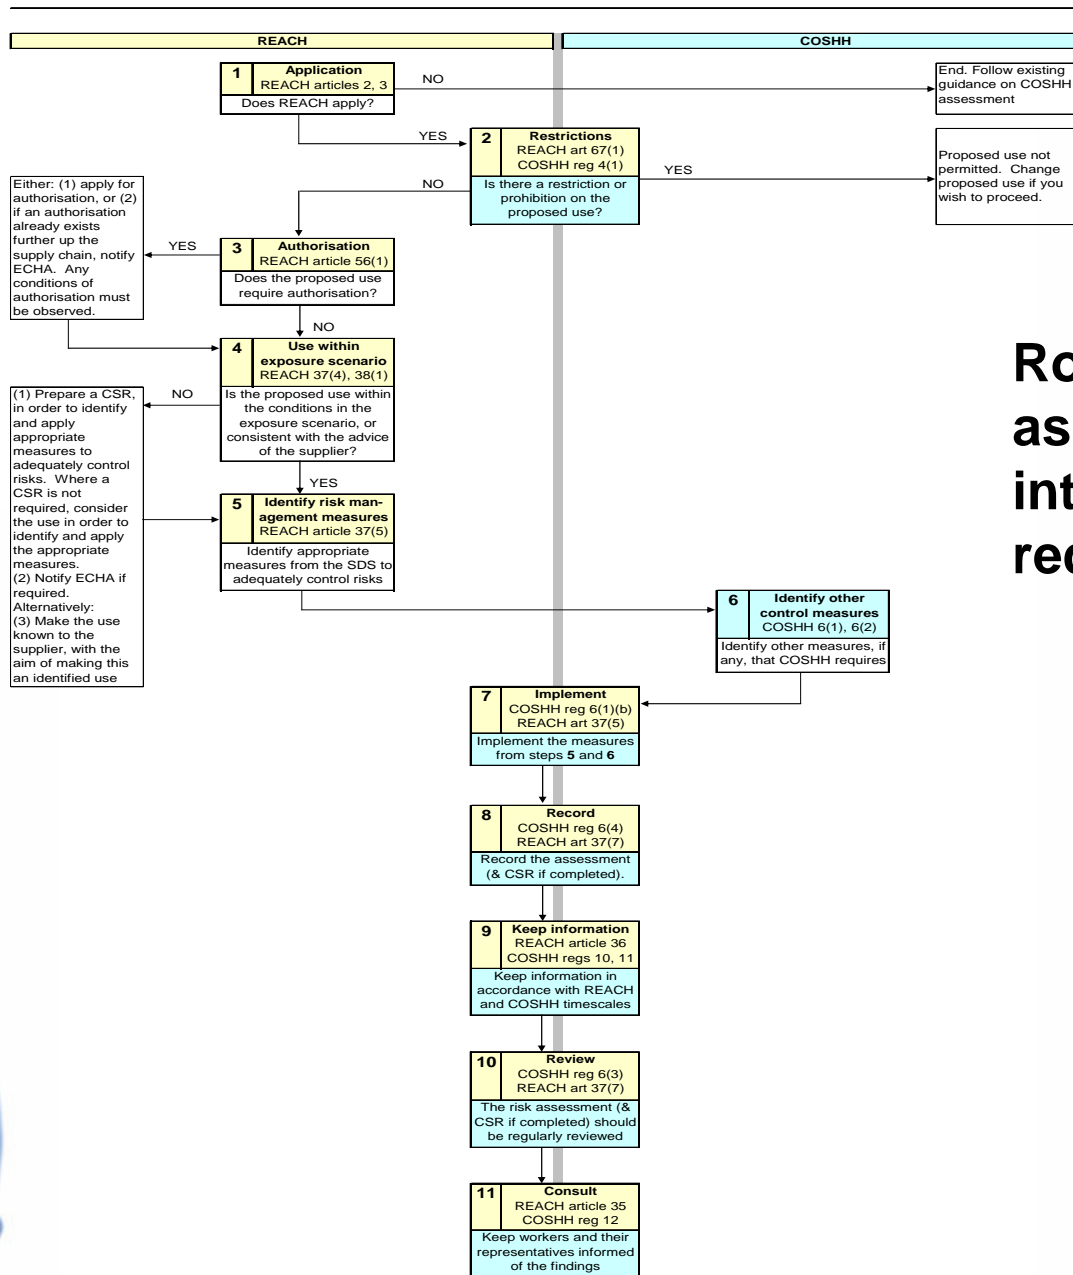 REACH
COSHH
1
Application
REACH articles 2, 3
Does REACH apply?
NO
End. Follow existing
guidance on COSHH
assessment
YES
2
Restrictions
REACH art 67(1)
COSHH reg 4(1)
Is there a restriction or
prohibition on the
proposed use?
YES
Proposed use not
permitted. Change
proposed use if you
wish to proceed.
NO
Either: (1) apply for
authorisation, or (2)
if an authorisation
already exists
further up the
supply chain, notify
ECHA. Any
conditions of
authorisation must
be observed.
YES
3
Authorisation
REACH article 56(1)
Does the proposed use
require authorisation?
NO
4
Use within
exposure scenario
REACH 37(4), 38(1)
Is the proposed use within
the conditions in the
exposure scenario, or
consistent with the advice
of the supplier?
NO
(1) Prepare a CSR,
in order to identify
and apply
appropriate
measures to
adequately control
risks. Where a
CSR is not
required, consider
the use in order to
identify and apply
the appropriate
measures.
(2) Notify ECHA if
required.
Alternatively:
(3) Make the use
known to the
supplier, with the
aim of making this
an identified use
YES
5
Identify risk man-
agement measures
REACH article 37(5)
Identify appropriate
measures from the SDS to
adequately control risks
6
Identify other
control measures
COSHH 6(1), 6(2)
Identify other measures, if
any, that COSHH requires
7
Implement
COSHH reg 6(1)(b)
REACH art 37(5)
Implement the measures
from steps 5 and 6
8
Record
COSHH reg 6(4)
REACH art 37(7)
Record the assessment
(& CSR if completed).
9
Keep information
REACH article 36
COSHH regs 10, 11
Keep information in
accordance with REACH
and COSHH timescales
10
Review
COSHH reg 6(3)
REACH art 37(7)
The risk assessment (&
CSR if completed) should
be regularly reviewed
11
Consult
REACH article 35
COSHH reg 12
Keep workers and their
representatives informed
of the findings